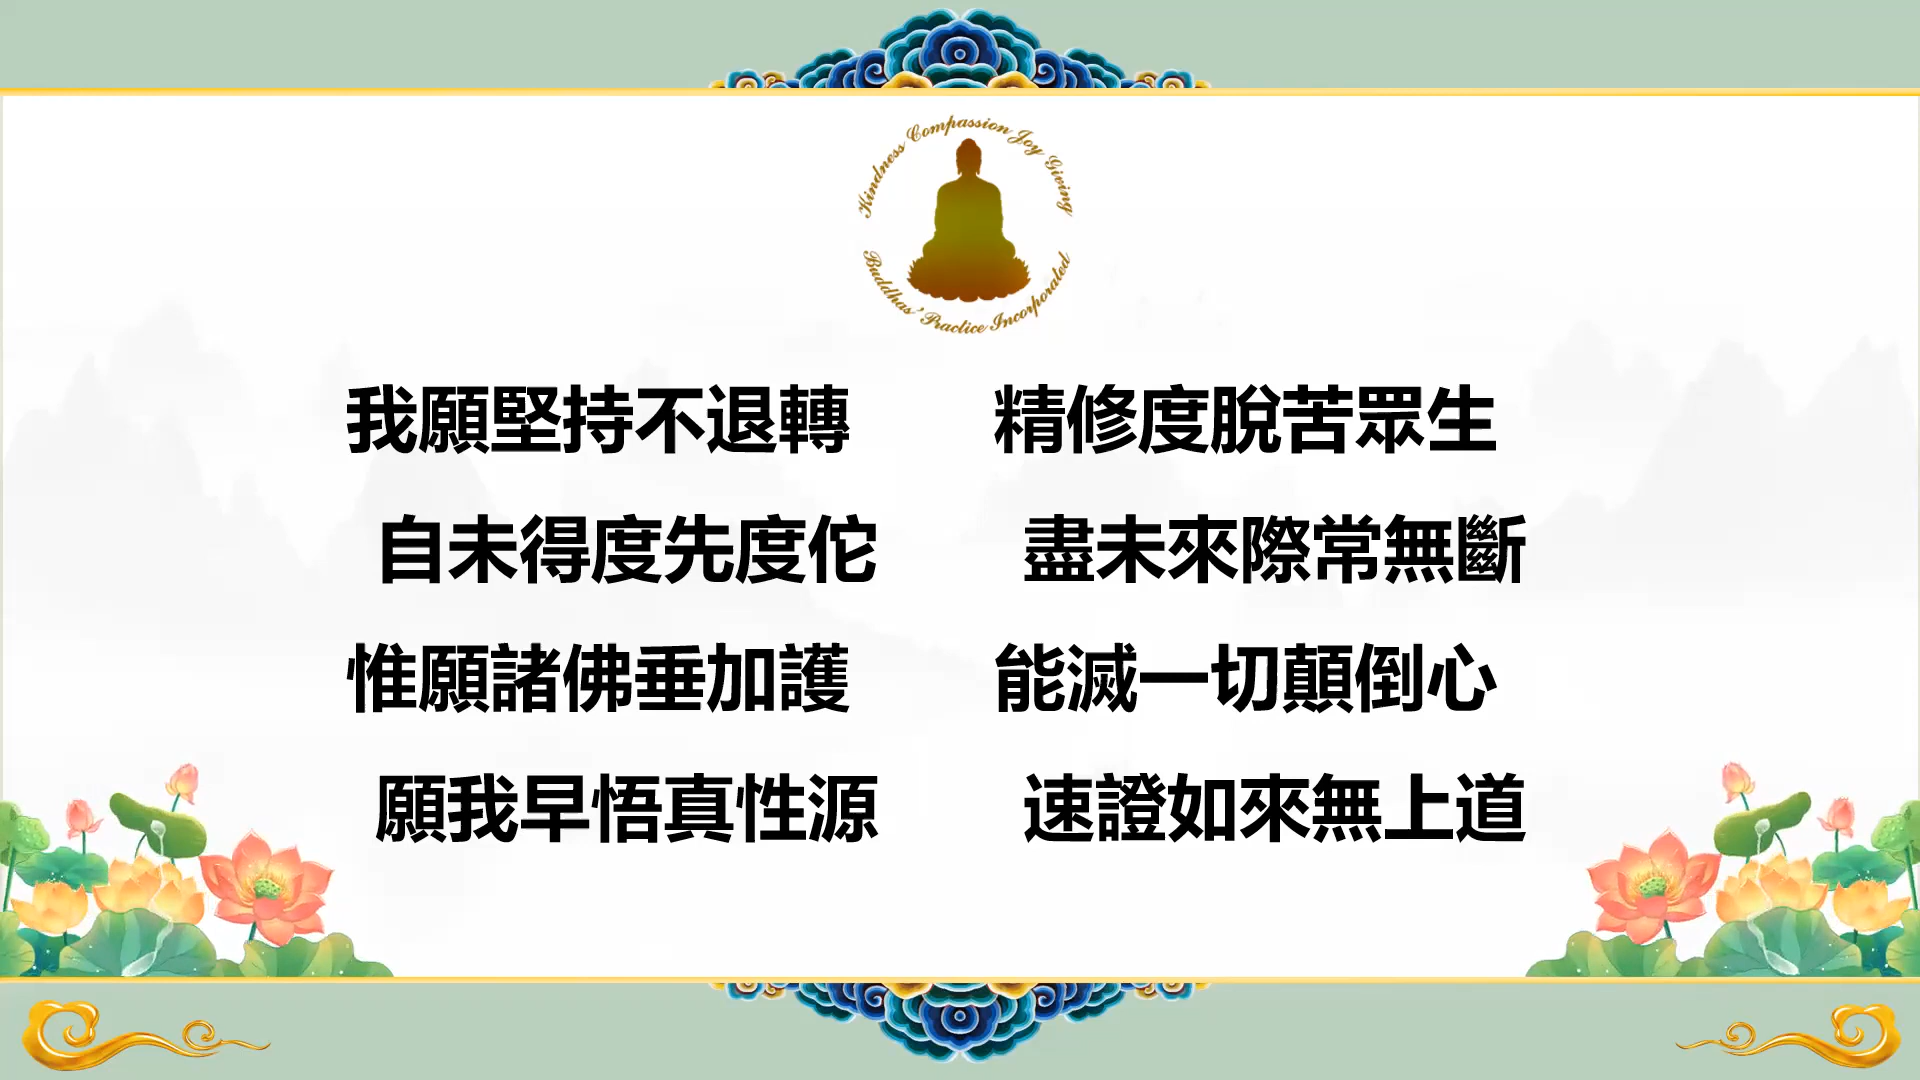 Kindness Compassion Joy Giving
Buddhas' Practice Incorporated
我願堅持不退轉 精修度脫苦眾生
自未得度先度佗 盡未來際常無斷
惟願諸佛垂加護 能滅一切顛倒心
願我早悟真性源 速證如來無上道